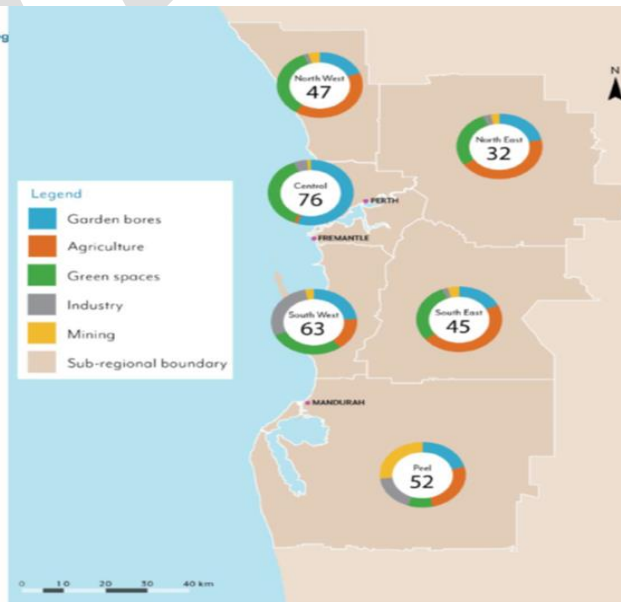 North West
47
N
North East
32
Central
76
PERTH
FREMANTLE
Legend
Garden bores
Agriculture
Green spaces
Industry
Mining
Sub-regional boundary
South West
63
South East
45
MANDURAH
Peel
52
0 10 20 30 40 km